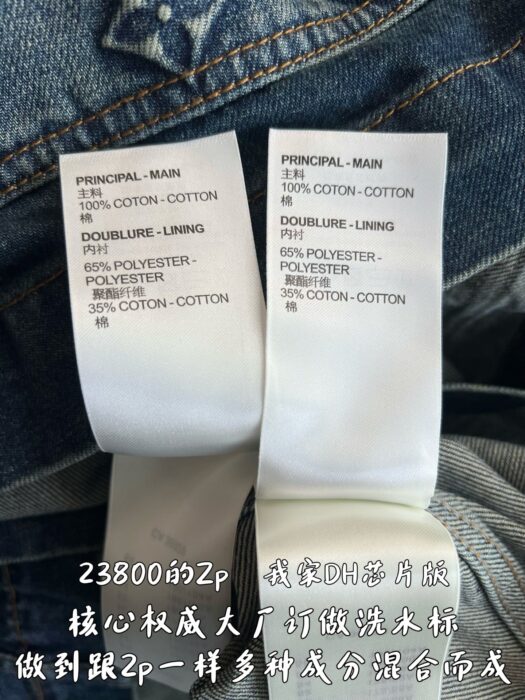 PRINCIPAL - MAIN
主料
100% COTON - COTTON
棉
DOUBLURE - LINING
内衬
65% POLYESTER -
POLYESTER
聚酯纤维
35% COTON - COTTON
棉
PRINCIPAL - MAIN
主料
100% COTON - COTTON
棉
DOUBLURE - LINING
内衬
65% POLYESTER -
POLYESTER
聚酯纤维
35% COTON - COTTON
棉
23800的Zp 我家DH芯片版
核心权威大厂订做洗水标
做到跟Zp一样多种成分混合而成